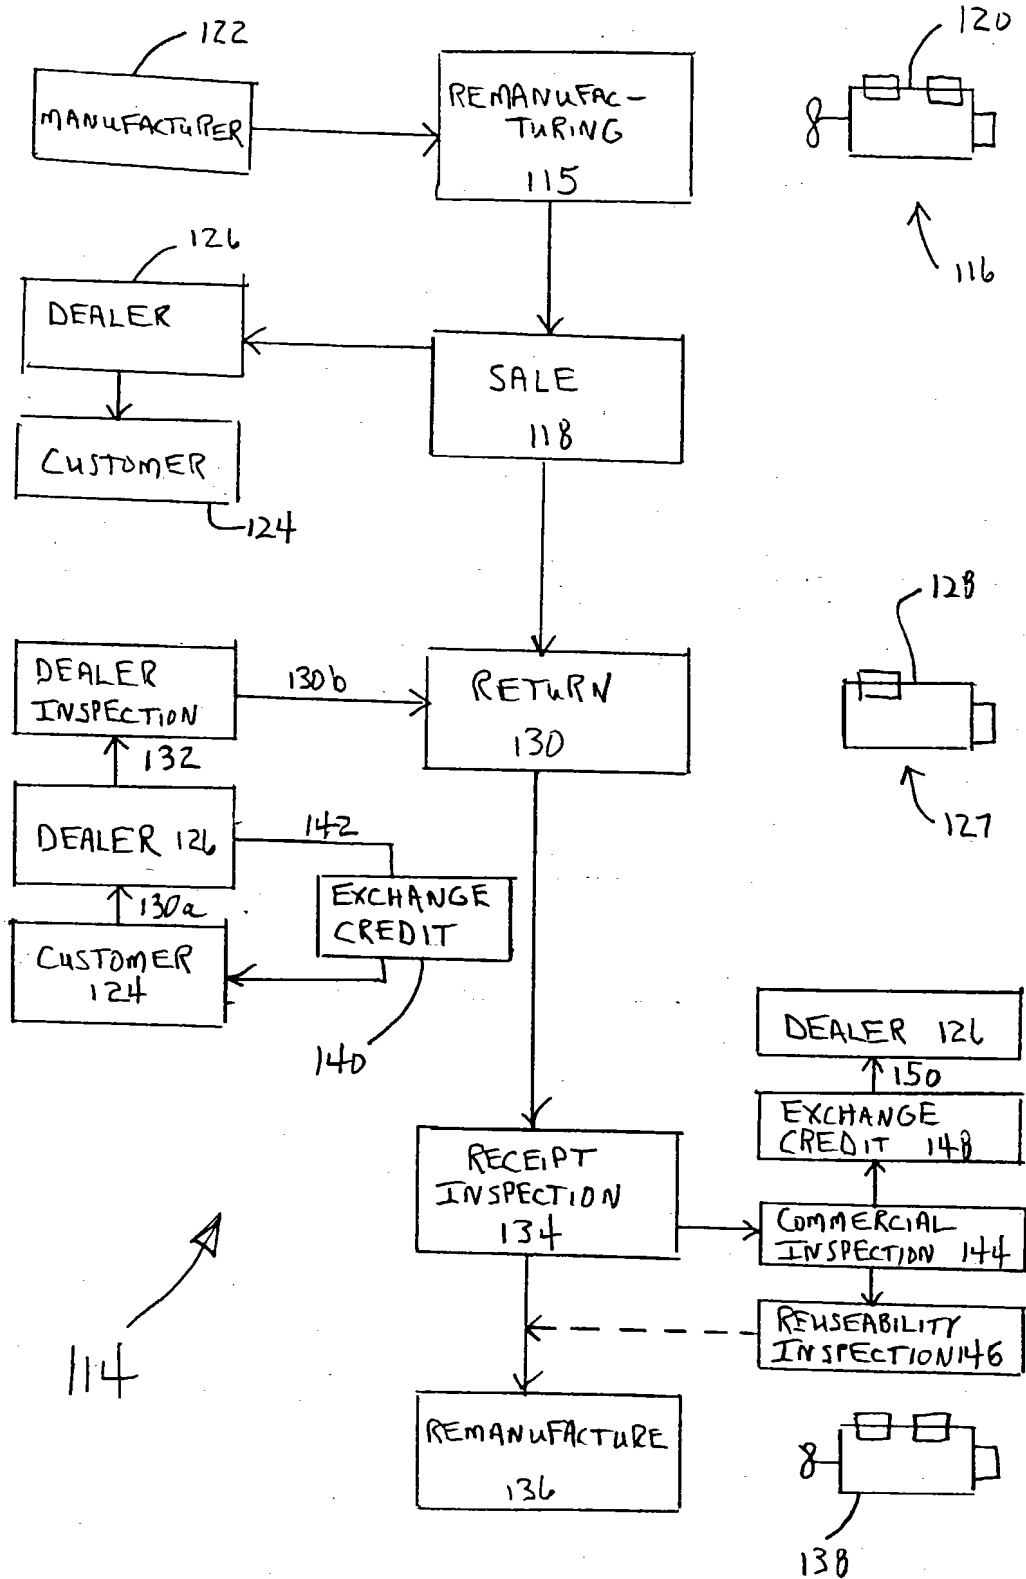 122
120
MANUFACTURER
REMANUFAC-
TURING
115
116
126
DEALER
SALE
118
CUSTOMER
124
128
DEALER
INSPECTION
130b
RETURN
130
132
127
DEALER 126
142
130a
EXCHANGE
CREDIT
CUSTOMER
124
140
DEALER 126
150
EXCHANGE
CREDIT 148
RECEIPT
INSPECTION
134
COMMERCIAL
INSPECTION 144
REUSEABILITY
INSPECTION 146
114
REMANUFACTURE
136
138